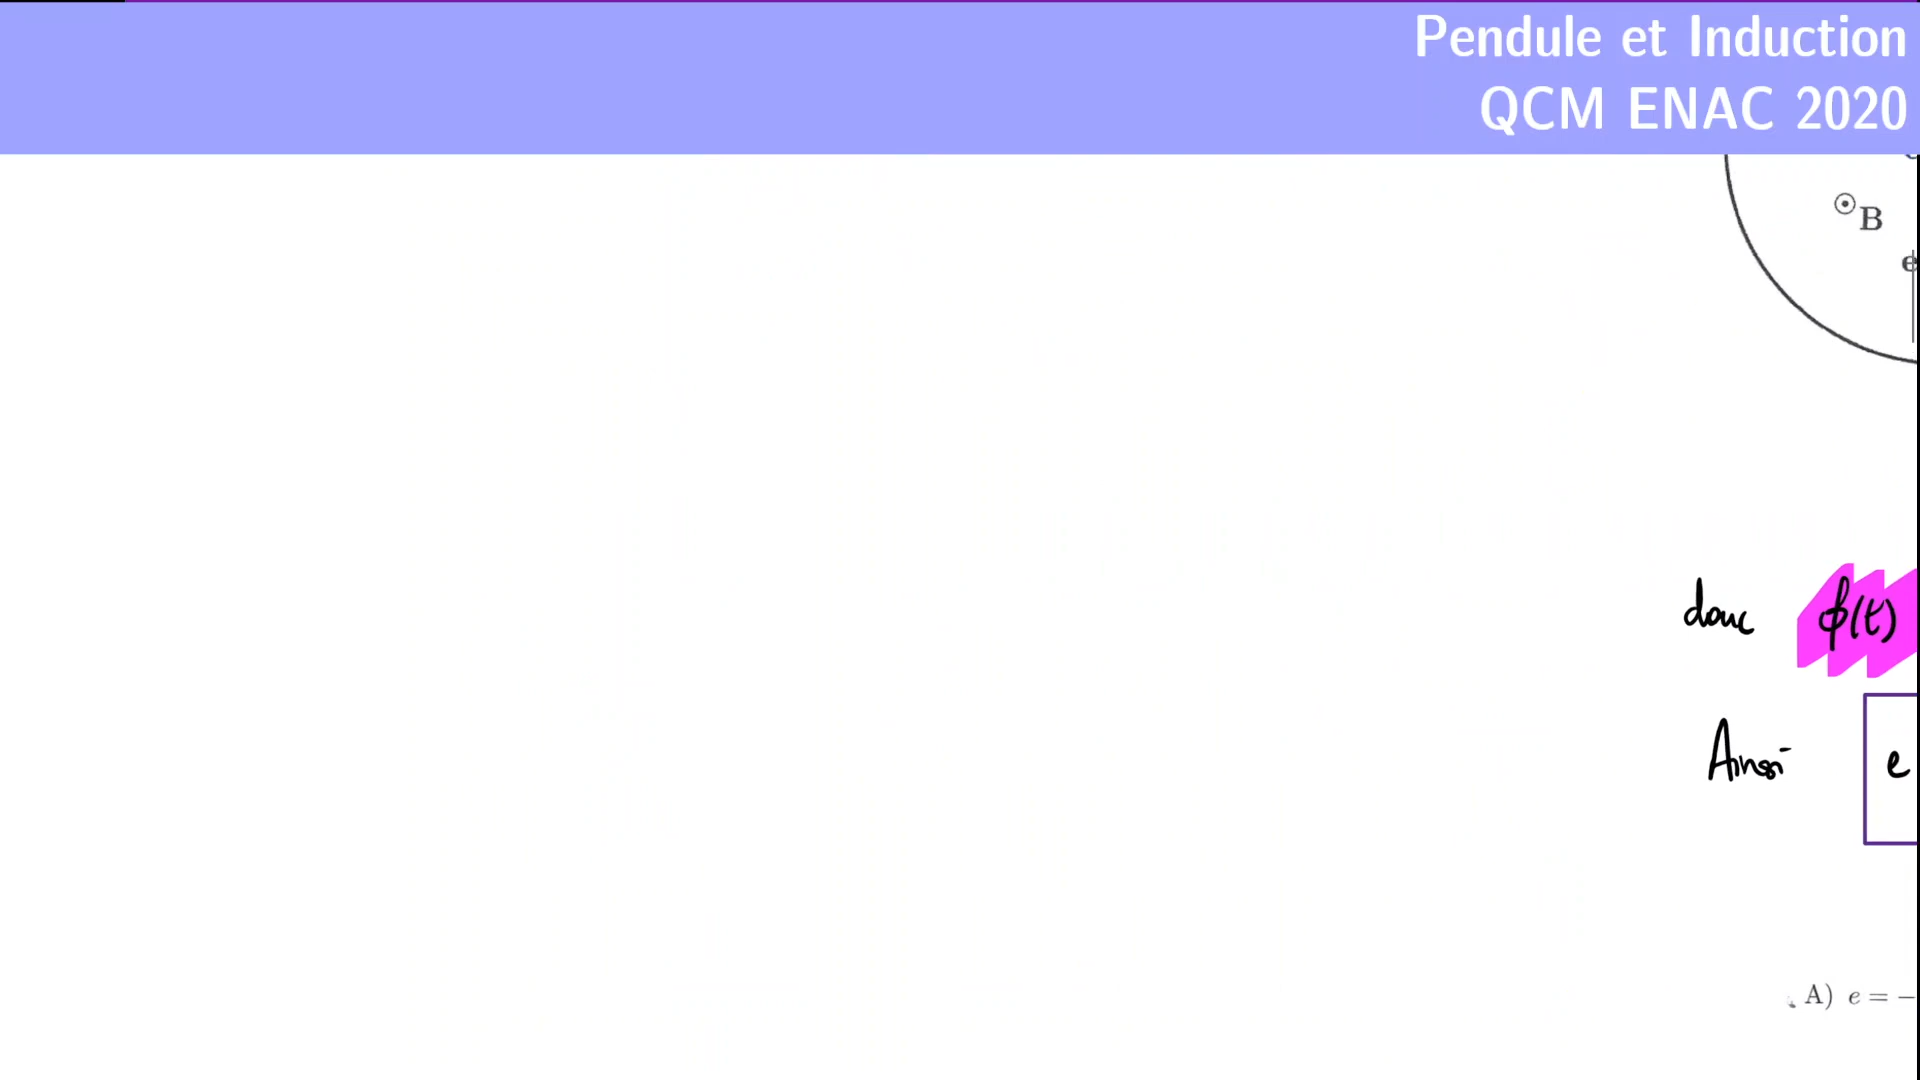 Pendule et Induction
QCM ENAC 2020
B
e
donc ϕ(t)
Ainsi e
A) e = −